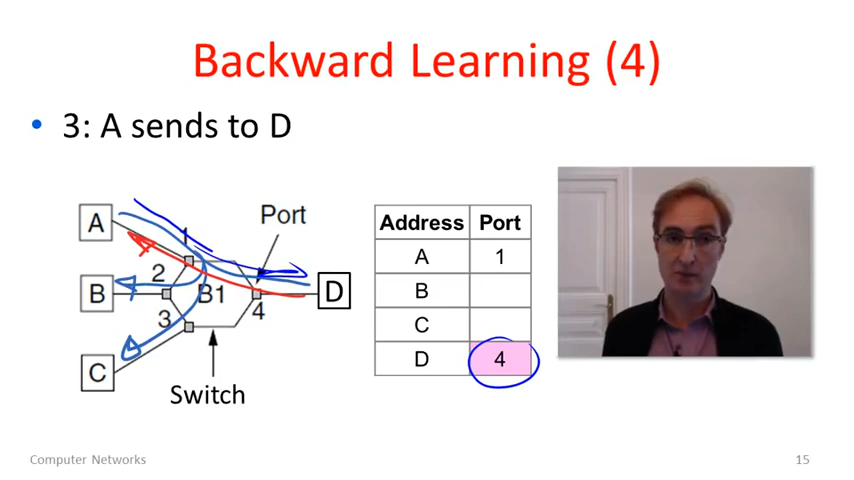 Backward Learning (4)
• 3: A sends to D
A
1
Port
2
B
B1
4
D
3
C
Switch
Address Port
A 1
B
C
D 4
Computer Networks
15